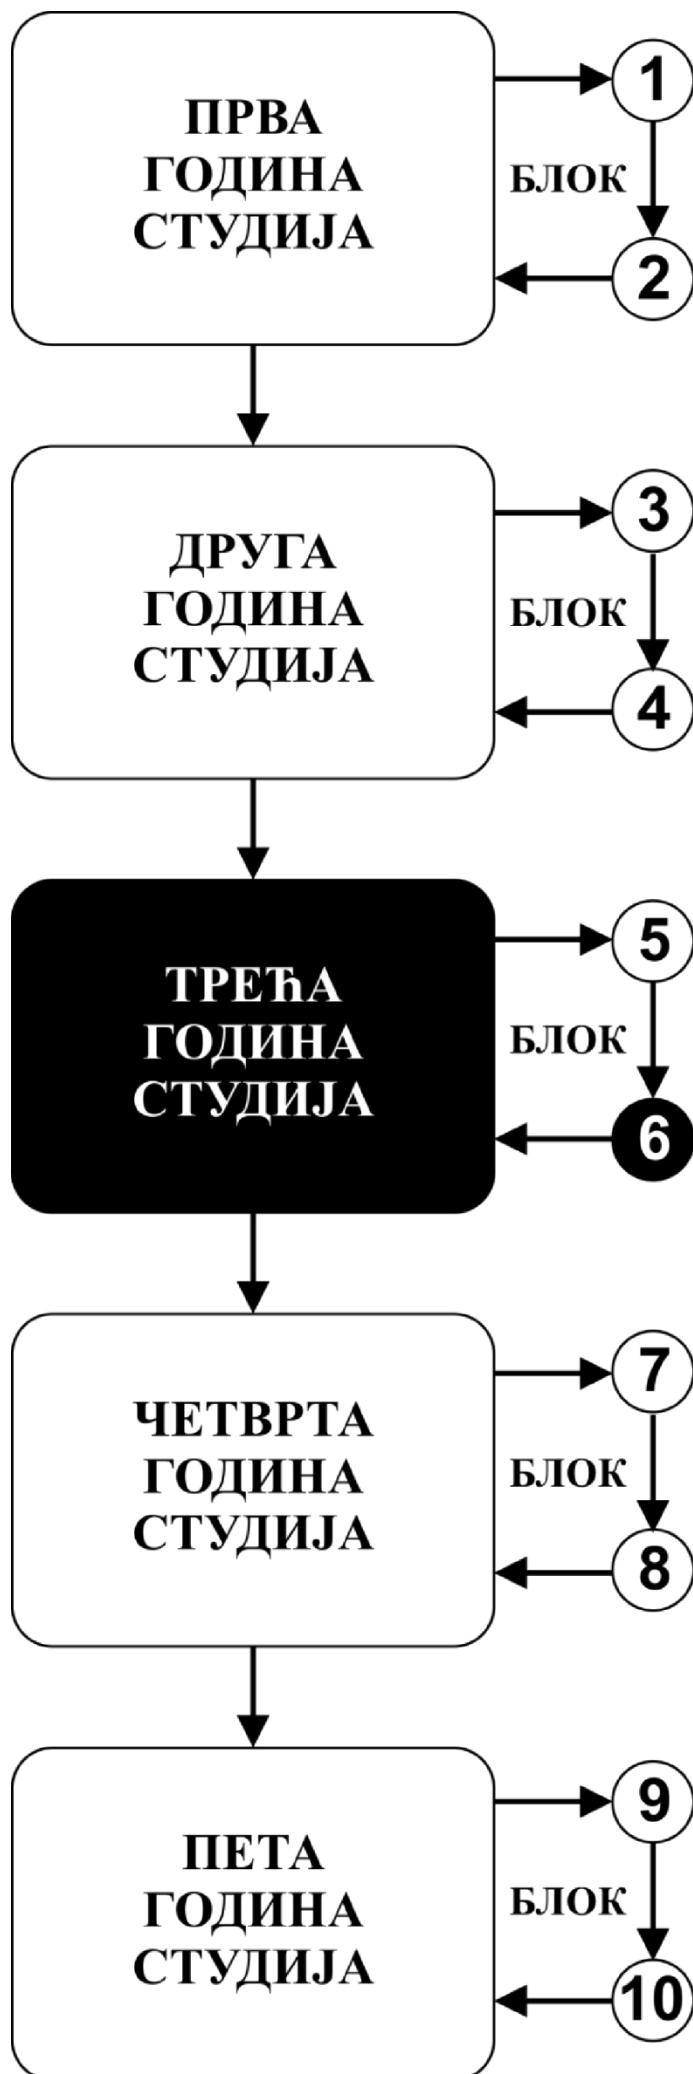 ПРВА
ГОДИНА
СТУДИЈА
1
БЛОК
2
ДРУГА
ГОДИНА
СТУДИЈА
3
БЛОК
4
ТРЕЋА
ГОДИНА
СТУДИЈА
5
БЛОК
6
ЧЕТВРТА
ГОДИНА
СТУДИЈА
7
БЛОК
8
ПЕТА
ГОДИНА
СТУДИЈА
9
БЛОК
10